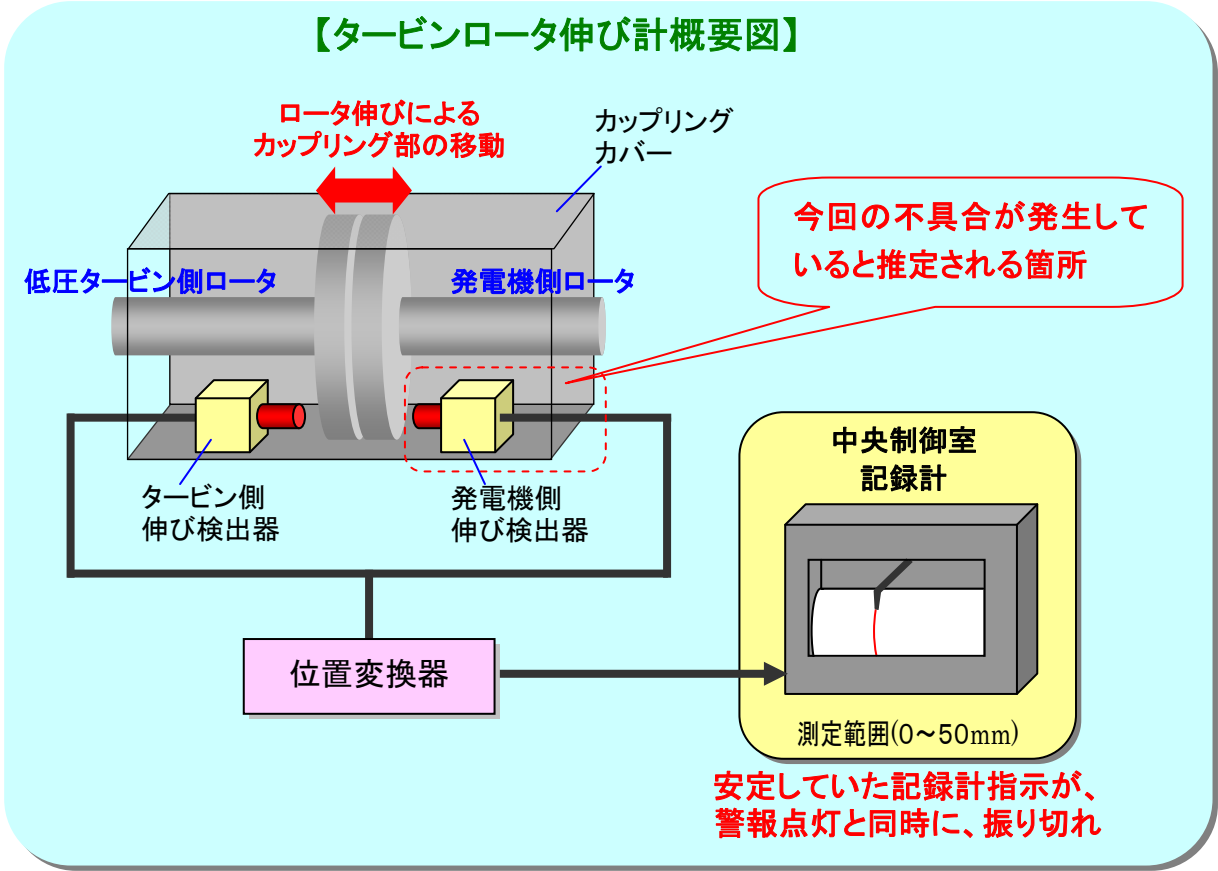 【タービンロータ伸び計概要図】
ロータ伸びによる
カップリング部の移動
カップリング
カバー
今回の不具合が発生して
いると推定される箇所
低圧タービン側ロータ
発電機側ロータ
タービン側
伸び検出器
発電機側
伸び検出器
中央制御室
記録計
位置変換器
測定範囲(0～50mm)
安定していた記録計指示が、
警報点灯と同時に、振り切れ